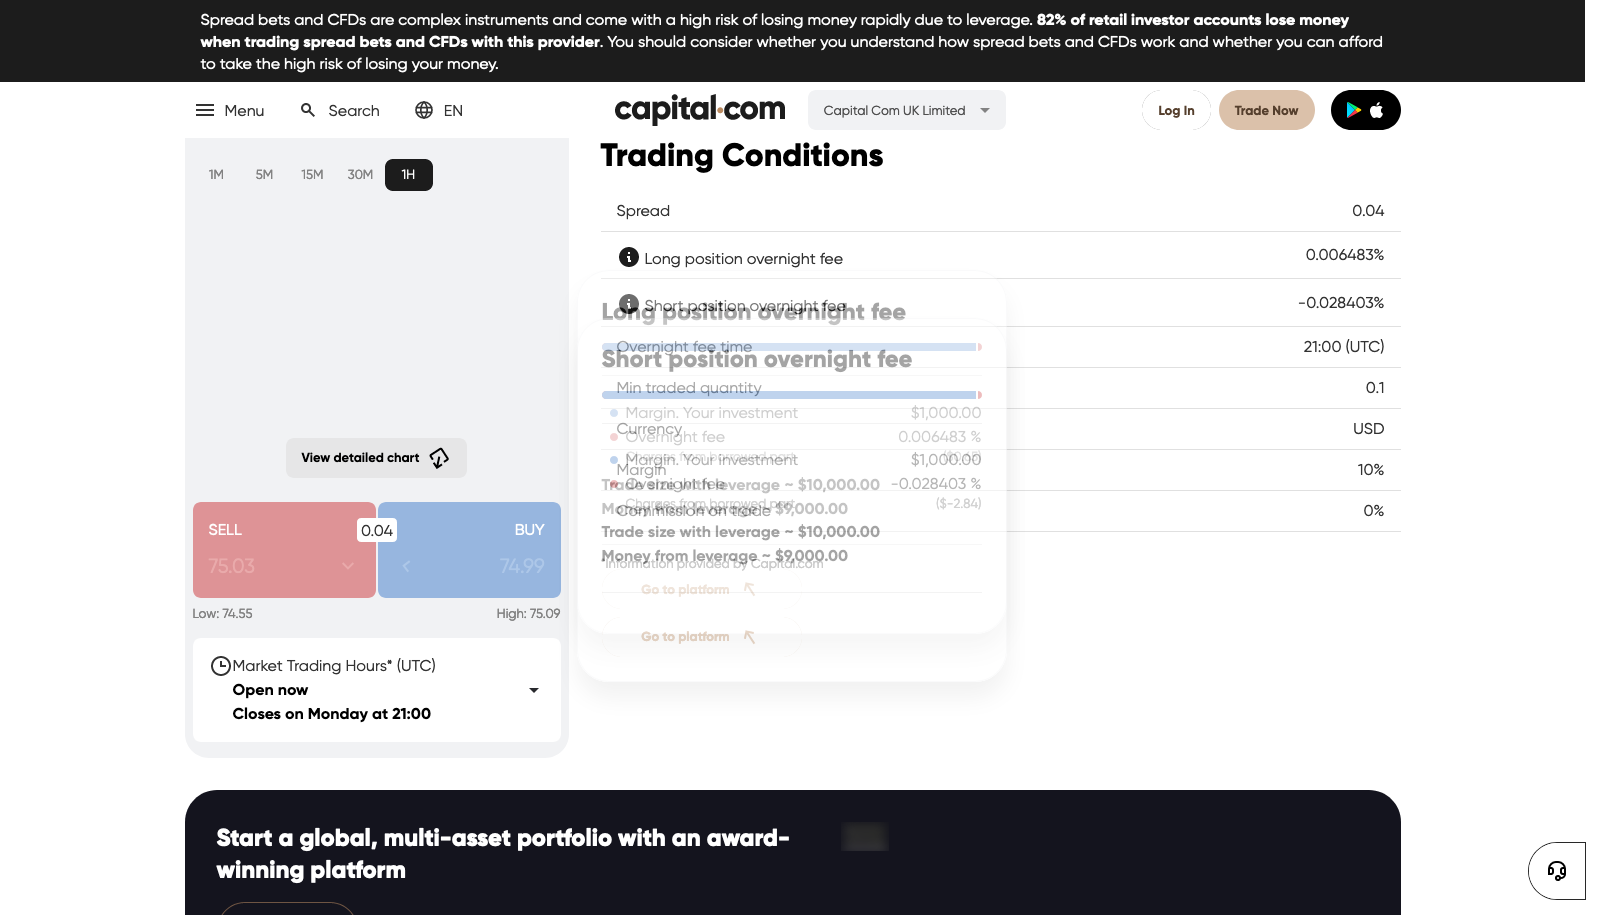 Spread bets and CFDs are complex instruments and come with a high risk of losing money rapidly due to leverage. 82% of retail investor accounts lose money
when trading spread bets and CFDs with this provider. You should consider whether you understand how spread bets and CFDs work and whether you can afford
to take the high risk of losing your money.
Menu
Search
EN
capital.com
Capital Com UK Limited
Log In
Trade Now
1M
5M
15M
30M
1H
View detailed chart
SELL
0.04
BUY
75.03
74.99
Low: 74.55
High: 75.09
Market Trading Hours* (UTC)
Open now
Closes on Monday at 21:00
Trading Conditions
Spread
0.04
Long position overnight fee
0.006483%
Short position overnight fee
-0.028403%
Overnight fee time
21:00 (UTC)
Min traded quantity
0.1
Currency
USD
Margin
10%
Commission on trade
0%
*Information provided by Capital.com
Long position overnight fee
Margin. Your investment
$1,000.00
Overnight fee
0.006483 %
Charges from borrowed part
Trade size with leverage ~ $10,000.00
Money from leverage ~ $9,000.00
Go to platform
Short position overnight fee
Margin. Your investment
$1,000.00
Overnight fee
-0.028403 %
Charges from borrowed part
($-2.84)
Trade size with leverage ~ $10,000.00
Money from leverage ~ $9,000.00
Go to platform
Start a global, multi-asset portfolio with an award-
winning platform